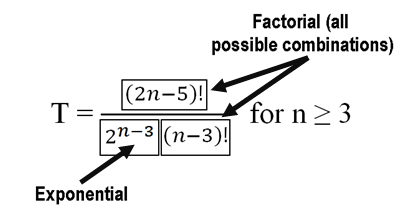 Factorial (all
possible combinations)
T = (2n−5)! / 2^{n−3} (n−3)! for n ≥ 3
Exponential